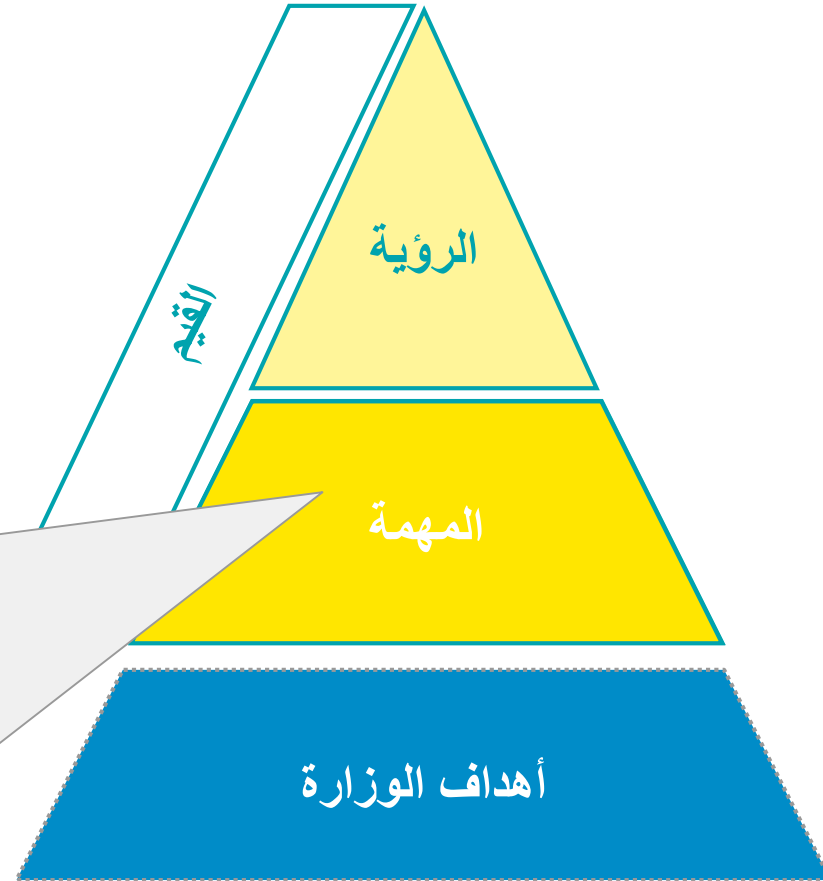 الرؤية
القيم
المهمة
أهداف الوزارة